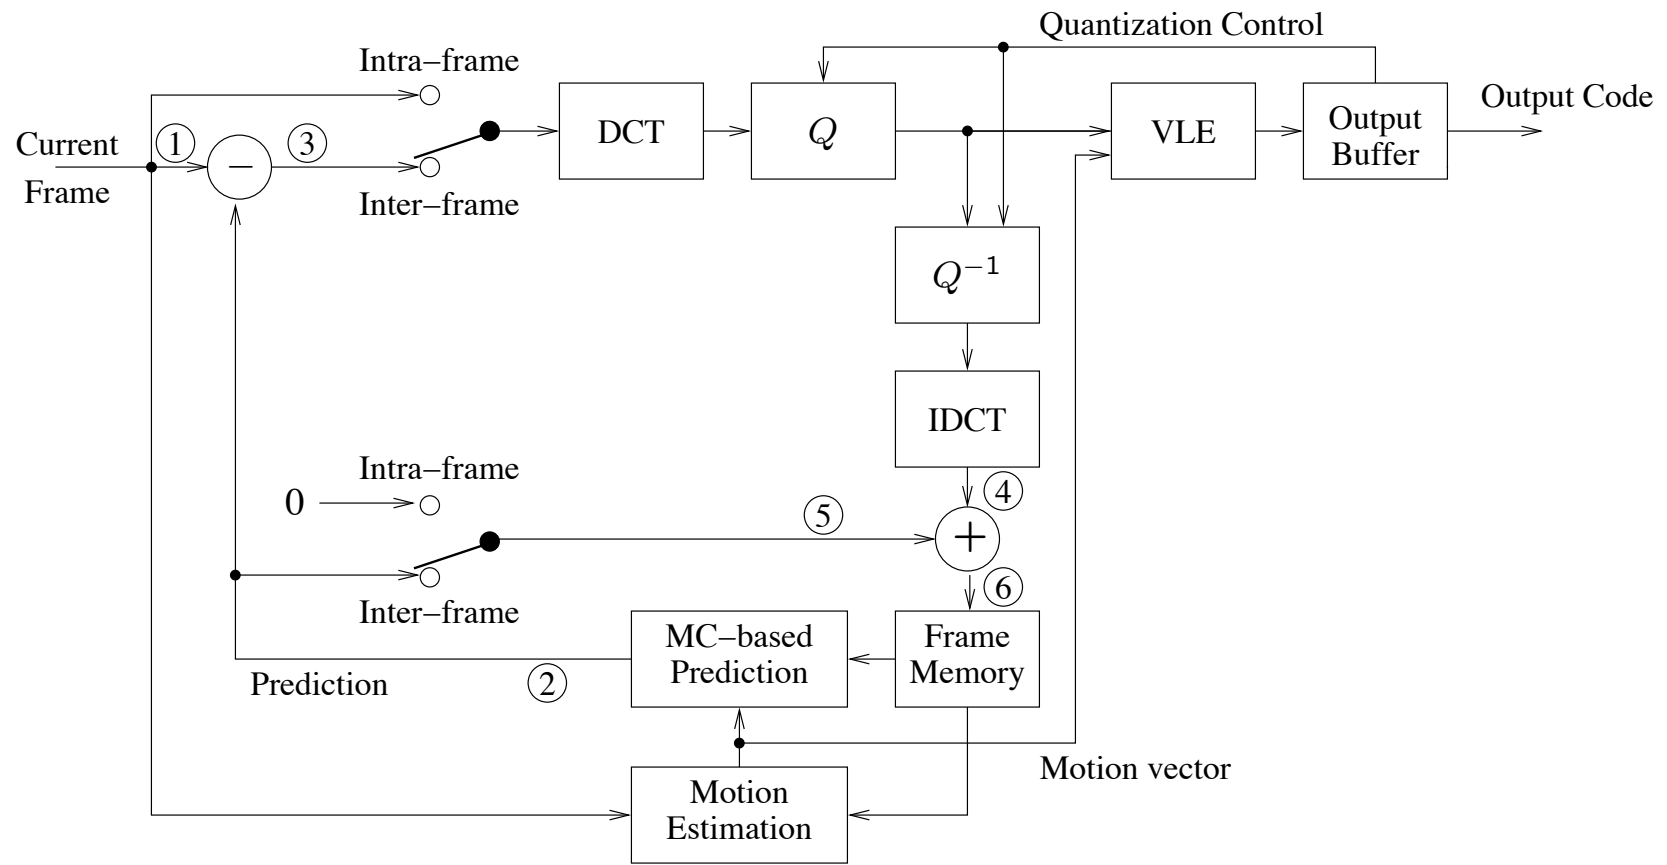 Quantization Control
Intra−frame
Output Code
DCT
Q
VLE
Output
Buffer
Current
Frame
1
−
3
Inter−frame
Q−1
IDCT
Intra−frame
0
4
5
+
6
Inter−frame
MC−based
Prediction
Frame
Memory
Prediction
2
Motion vector
Motion
Estimation